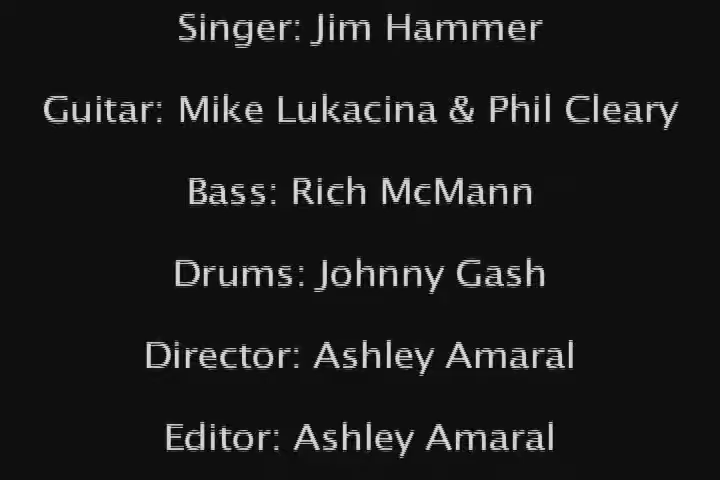 Singer: Jim Hammer
Guitar: Mike Lukacina & Phil Cleary
Bass: Rich McMann
Drums: Johnny Gash
Director: Ashley Amaral
Editor: Ashley Amaral